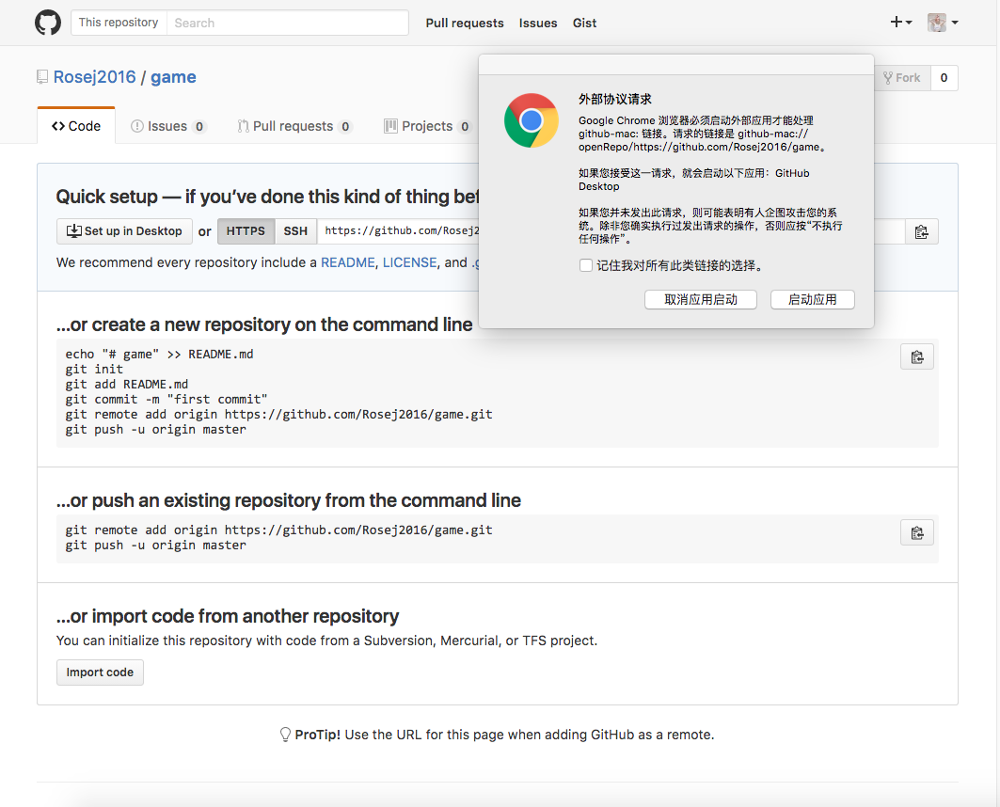 This repository Search Pull requests Issues Gist
Rosej2016 / game
Fork 0
Code Issues 0 Pull requests 0 Projects 0
外部协议请求
Google Chrome 浏览器必须启动外部应用才能处理
github-mac: 链接。请求的链接是 github-mac://
openRepo/https://github.com/Rosej2016/game。
如果您接受这一请求，就会启动以下应用：GitHub
Desktop
如果您并未发出此请求，则可能表明有人企图攻击您的系
统。除非您确实执行过发出请求的操作，否则应按“不执行
任何操作”。
记住我对所有此类链接的选择。
取消应用启动 启动应用
Quick setup — if you’ve done this kind of thing bef
Set up in Desktop or HTTPS SSH https://github.com/Rosej2
We recommend every repository include a README, LICENSE, and .g
…or create a new repository on the command line
echo "# game" >> README.md
git init
git add README.md
git commit -m "first commit"
git remote add origin https://github.com/Rosej2016/game.git
git push -u origin master
…or push an existing repository from the command line
git remote add origin https://github.com/Rosej2016/game.git
git push -u origin master
…or import code from another repository
You can initialize this repository with code from a Subversion, Mercurial, or TFS project.
Import code
ProTip! Use the URL for this page when adding GitHub as a remote.